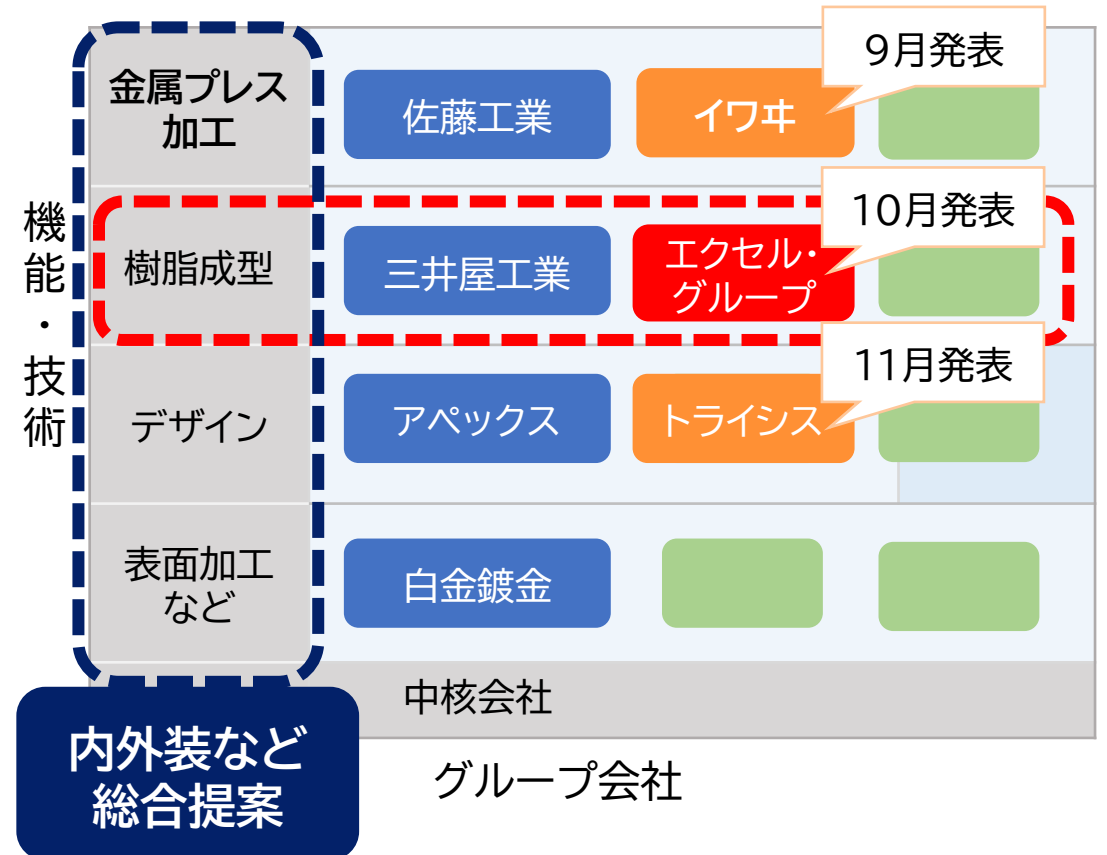 9月発表
金属プレス
加工
佐藤工業
イワヰ
10月発表
機能・技術
樹脂成型
三井屋工業
エクセル・
グループ
11月発表
デザイン
アペックス
トライシス
表面加工
など
白金鍍金
中核会社
内外装など
総合提案
グループ会社